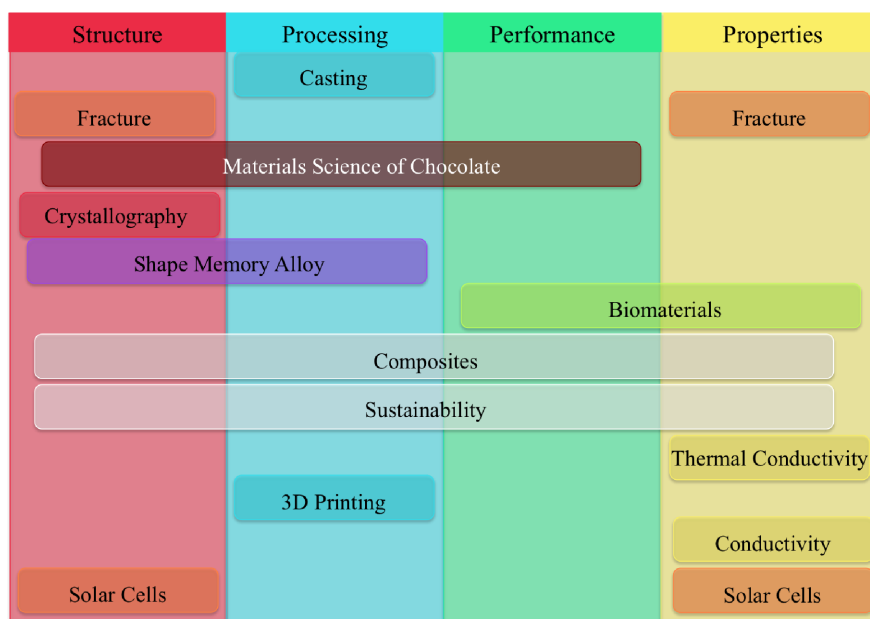 Structure Processing Performance Properties
Casting
Fracture Fracture
Materials Science of Chocolate
Crystallography
Shape Memory Alloy
Biomaterials
Composites
Sustainability
Thermal Conductivity
3D Printing
Conductivity
Solar Cells Solar Cells